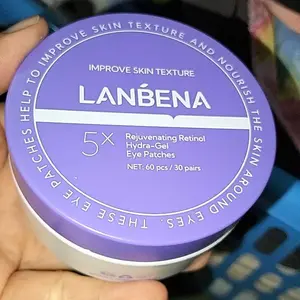 THESE EYE PATCHES HELP TO IMPROVE SKIN TEXTURE AND NOURISH THE SKIN AROUND EYES.
IMPROVE SKIN TEXTURE
LANBENA
5X
Rejuvenating Retinol
Hydra-Gel
Eye Patches
NET: 60 pcs / 30 pairs